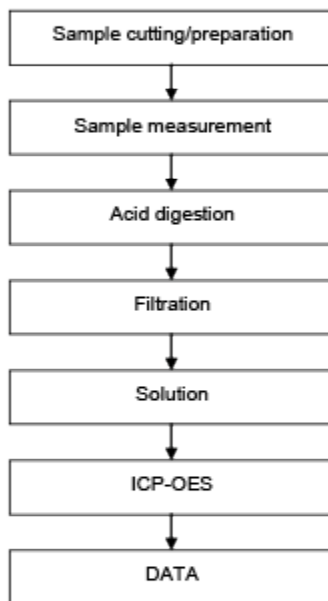 Sample cutting/preparation
Sample measurement
Acid digestion
Filtration
Solution
ICP-OES
DATA